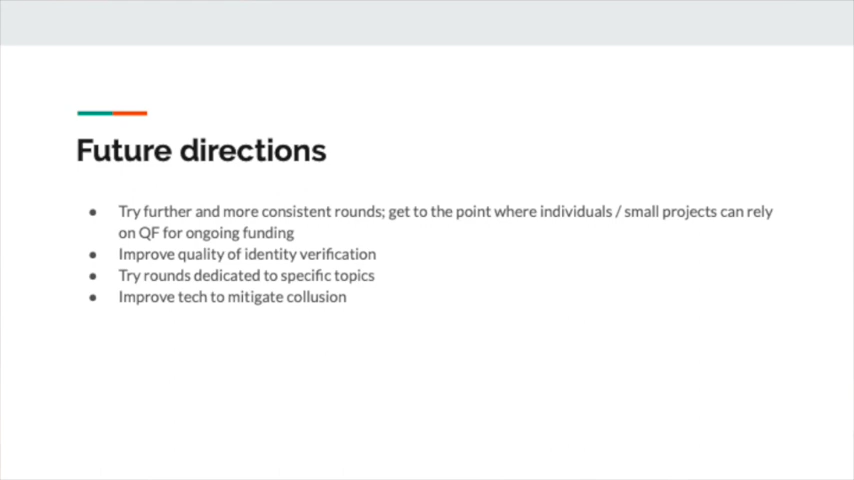 Future directions
● Try further and more consistent rounds; get to the point where individuals / small projects can rely
on QF for ongoing funding
● Improve quality of identity verification
● Try rounds dedicated to specific topics
● Improve tech to mitigate collusion